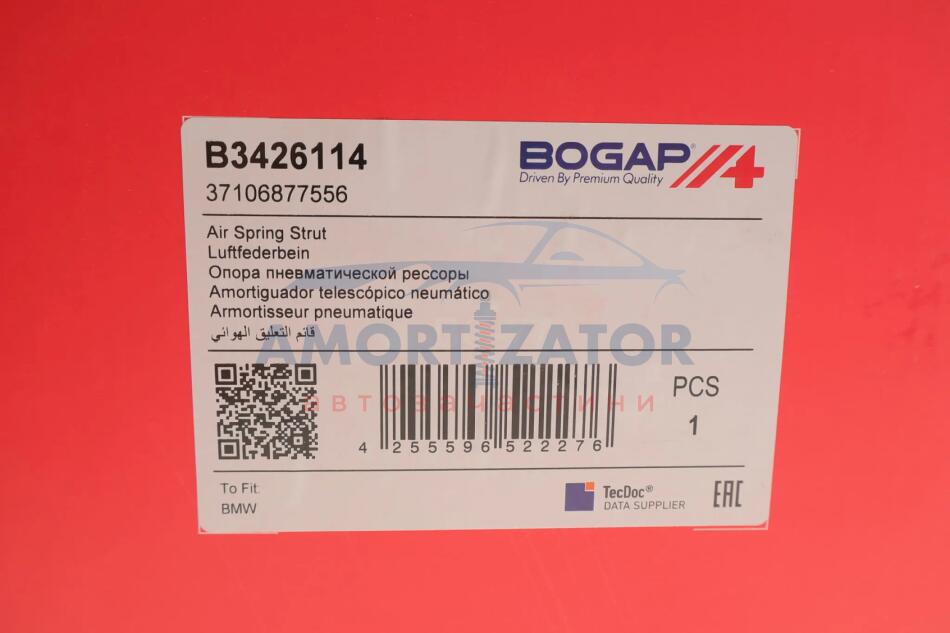 B3426114
37106877556
BOGAP®
Driven By Premium Quality
Air Spring Strut
Luftfederbein
Опора пневматической рессоры
Amortiguador telescópico neumático
Armortisseur pneumatique
قائم التعليق الهوائي
AMORTIZATOR
автозапчастини
4 255596 522276
PCS
1
To Fit:
BMW
TecDoc®
DATA SUPPLIER
EAC